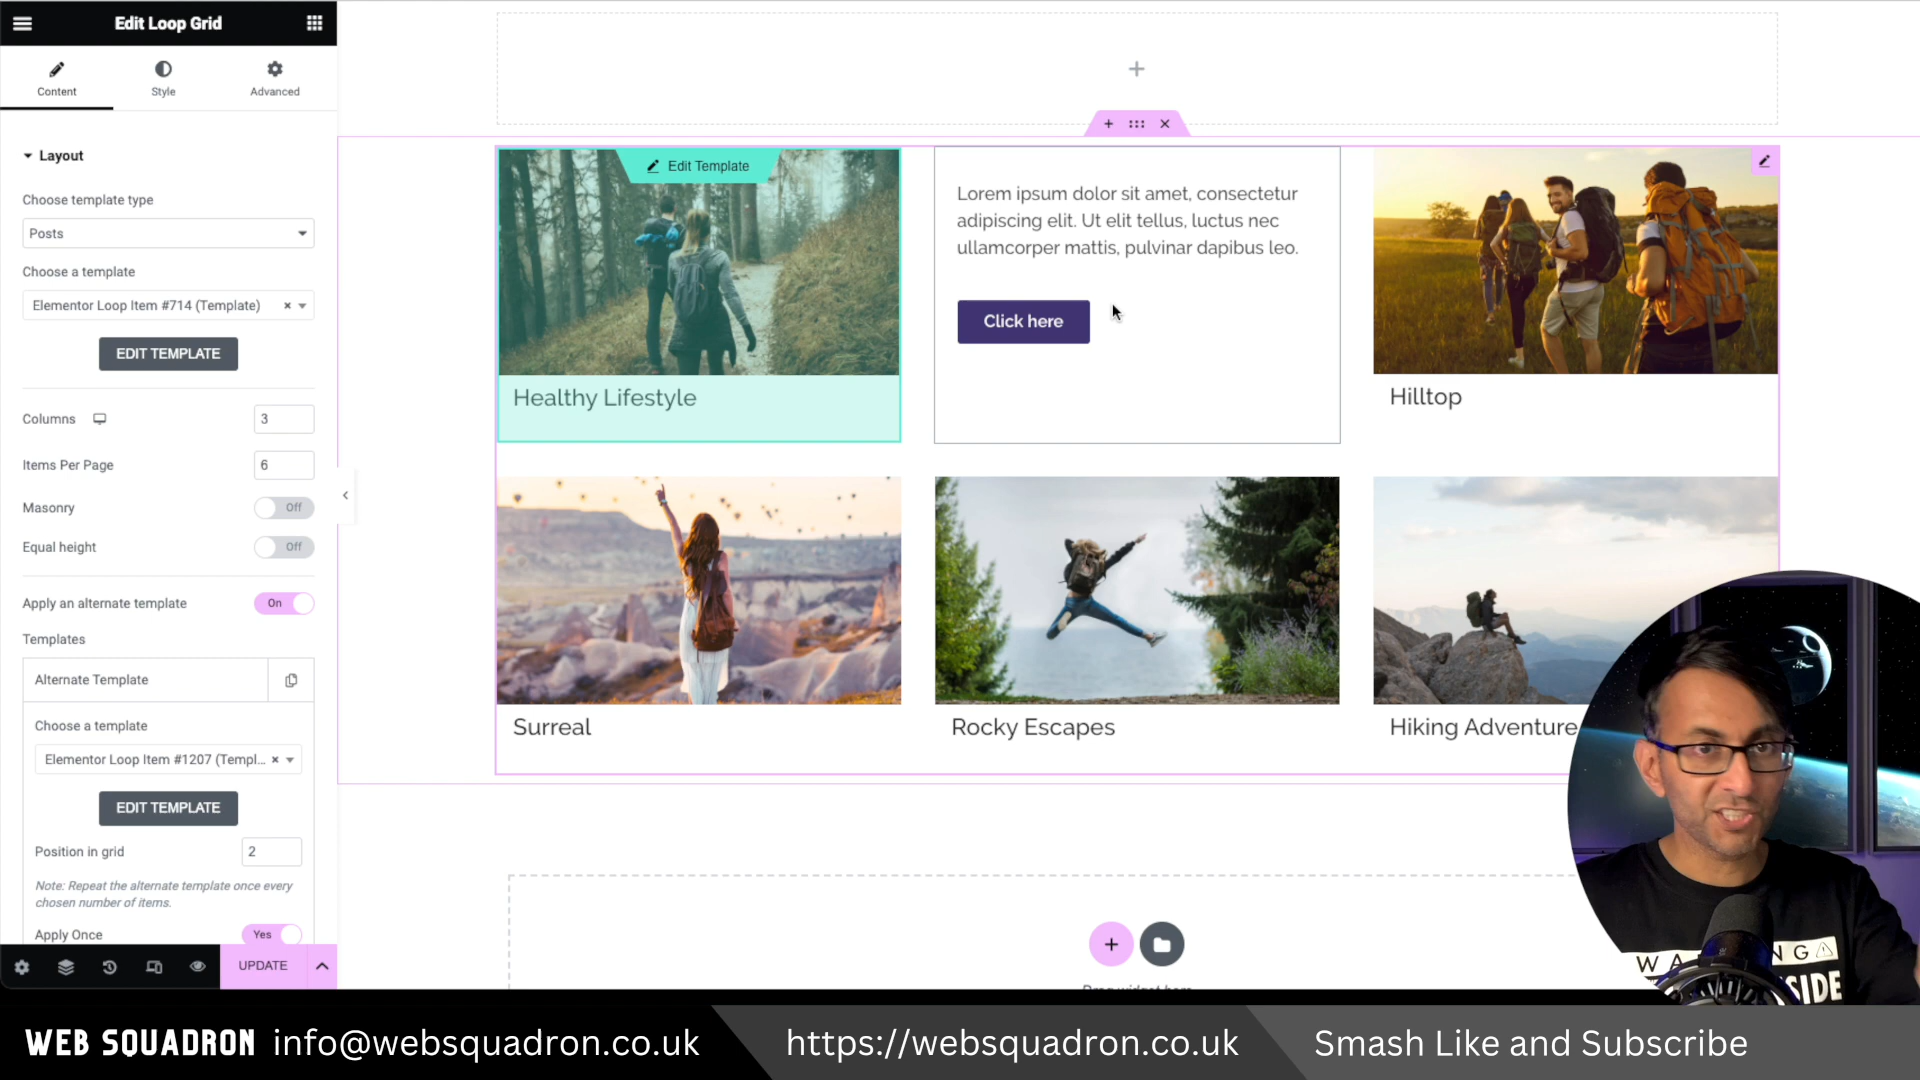 Edit Loop Grid
Content
Style
Advanced
Layout
Choose template type
Posts
Choose a template
Elementor Loop Item #714 (Template)
EDIT TEMPLATE
Columns
3
Items Per Page
6
Masonry
Off
Equal height
Off
Apply an alternate template
On
Templates
Alternate Template
Choose a template
Elementor Loop Item #1207 (Templ...
EDIT TEMPLATE
Position in grid
2
Note: Repeat the alternate template once every
chosen number of items.
Apply Once
Yes
UPDATE
Edit Template
Healthy Lifestyle
Lorem ipsum dolor sit amet, consectetur
adipiscing elit. Ut elit tellus, luctus nec
ullamcorper mattis, pulvinar dapibus leo.
Click here
Hilltop
Surreal
Rocky Escapes
Hiking Adventure
Drag widget here
SIDE
WEB SQUADRON info@websquadron.co.uk
https://websquadron.co.uk
Smash Like and Subscribe